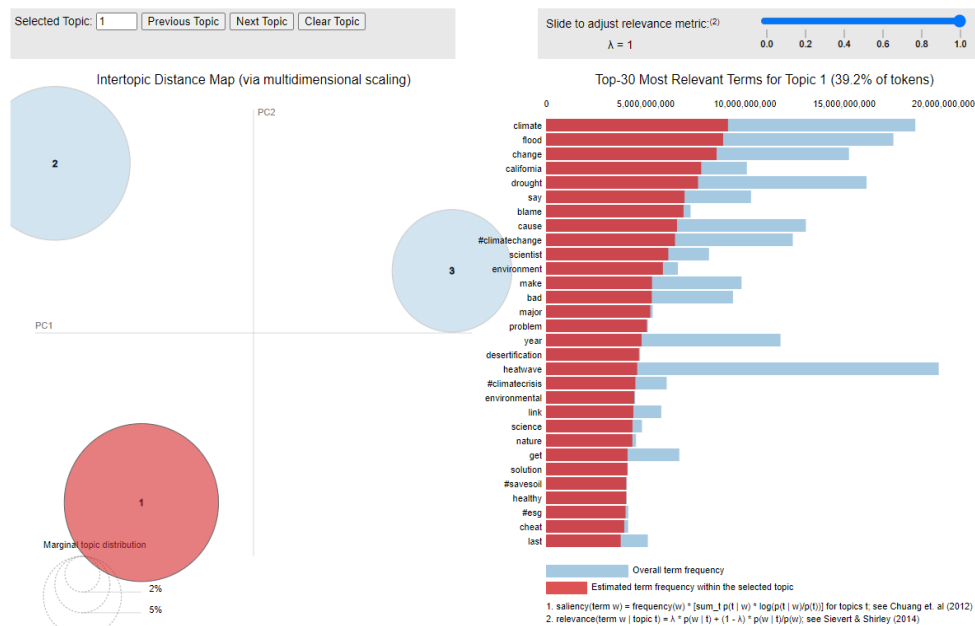 Selected Topic: 1 Previous Topic Next Topic Clear Topic
Slide to adjust relevance metric:(2)
λ = 1
0.0 0.2 0.4 0.6 0.8 1.0
Intertopic Distance Map (via multidimensional scaling)
PC2
PC1
2
3
1
Marginal topic distribution
2%
5%
Top-30 Most Relevant Terms for Topic 1 (39.2% of tokens)
0 5,000,000,000 10,000,000,000 15,000,000,000 20,000,000,000
climate
flood
change
california
drought
say
blame
cause
#climatechange
scientist
environment
make
bad
major
problem
year
desertification
heatwave
#climatecrisis
environmental
link
science
nature
get
solution
#savesoil
healthy
#esg
cheat
last
Overall term frequency
Estimated term frequency within the selected topic
1. saliency(term w) = frequency(w) * [sum_t p(t | w) * log(p(t | w)/p(t))] for topics t; see Chuang et. al (2012)
2. relevance(term w | topic t) = λ * p(w | t) + (1 - λ) * p(w | t)/p(w); see Sievert & Shirley (2014)